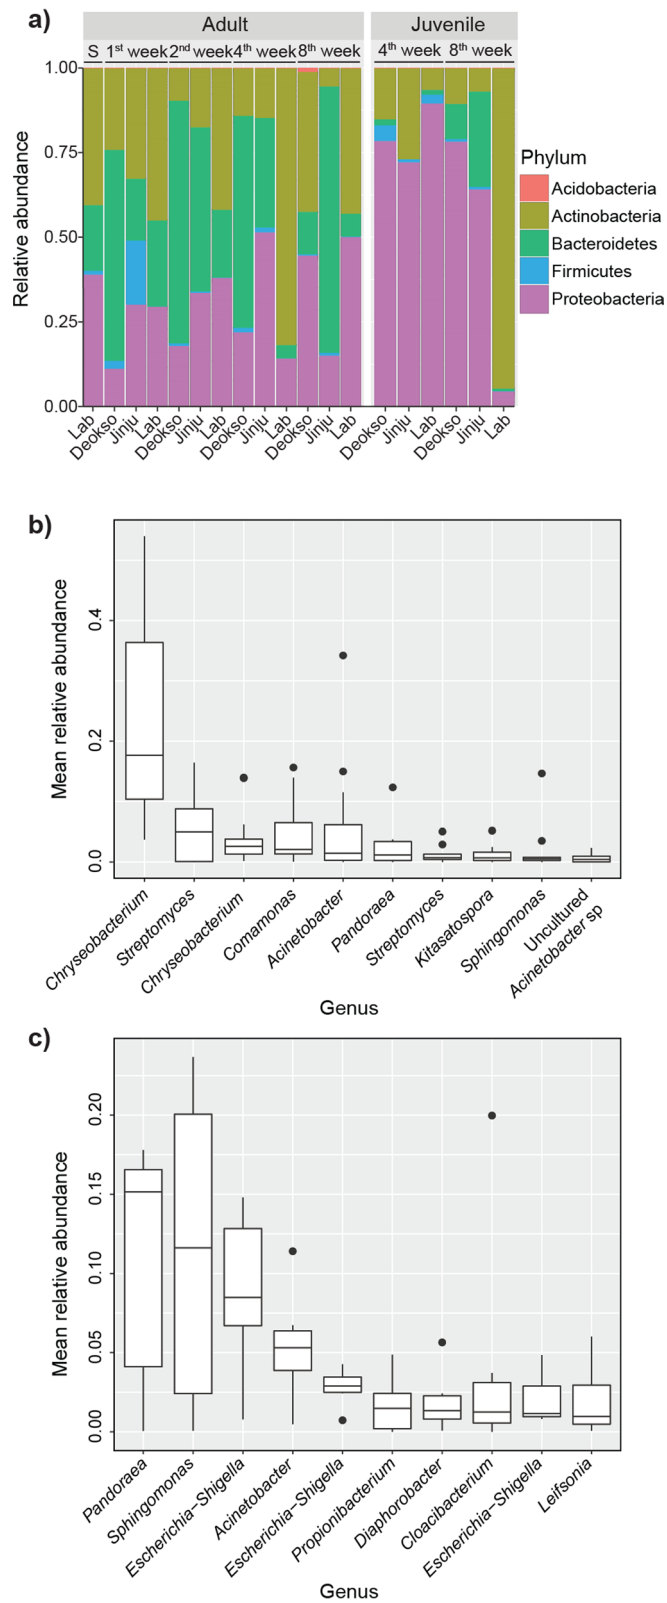 a)
Adult Juvenile
S 1st week 2nd week 4th week 8th week 4th week 8th week
Relative abundance
1.00
0.75
0.50
0.25
0.00
Lab Deokso Jinju Lab Deokso Jinju Lab Deokso Jinju Lab Deokso Jinju Lab Deokso Jinju Lab Deokso Jinju Lab
Phylum
Acidobacteria
Actinobacteria
Bacteroidetes
Firmicutes
Proteobacteria
b)
Mean relative abundance
0.4
0.2
0.0
Chryseobacterium
Streptomyces
Chryseobacterium
Comamonas
Acinetobacter
Pandoraea
Streptomyces
Kitasatospora
Sphingomonas
Uncultured
Acinetobacter sp
Genus
c)
Mean relative abundance
0.20
0.15
0.10
0.05
0.00
Pandoraea
Sphingomonas
Escherichia–Shigella
Acinetobacter
Escherichia–Shigella
Propionibacterium
Diaphorobacter
Cloacibacterium
Escherichia–Shigella
Leifsonia
Genus